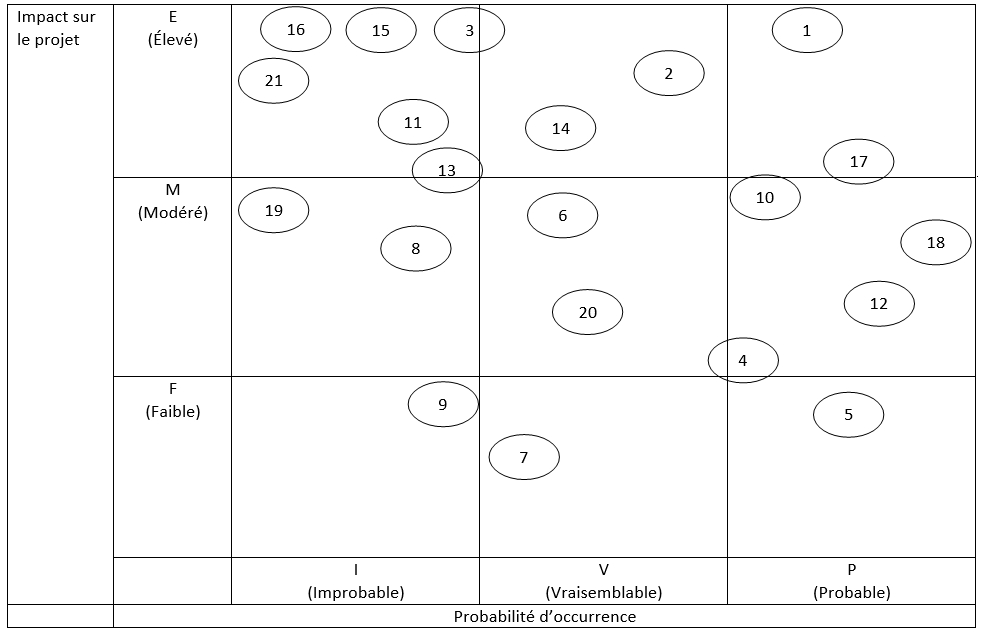 Impact sur
le projet
E
(Élevé)
16
15
3
1
2
21
11
14
13
17
M
(Modéré)
10
19
6
18
8
12
20
4
F
(Faible)
9
5
7
I
(Improbable)
V
(Vraisemblable)
P
(Probable)
Probabilité d’occurrence